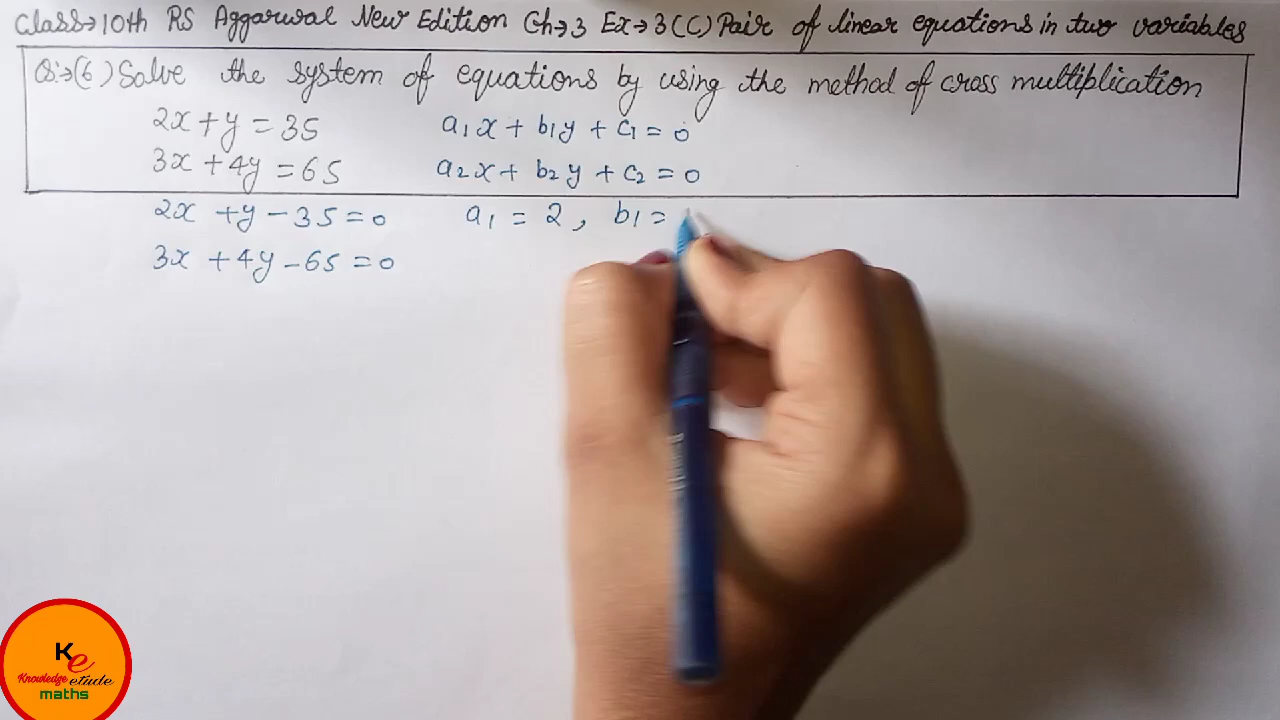 Class→10th RS Aggarwal New Edition Ch→3 Ex→3(C) Pair of linear equations in two variables
Q:→(6) Solve the system of equations by using the method of cross multiplication
2x + y = 35 a₁x + b₁y + c₁ = 0
3x + 4y = 65 a₂x + b₂y + c₂ = 0
2x + y - 35 = 0 a₁ = 2, b₁ =
3x + 4y - 65 = 0
Ke
Knowledge etude
maths